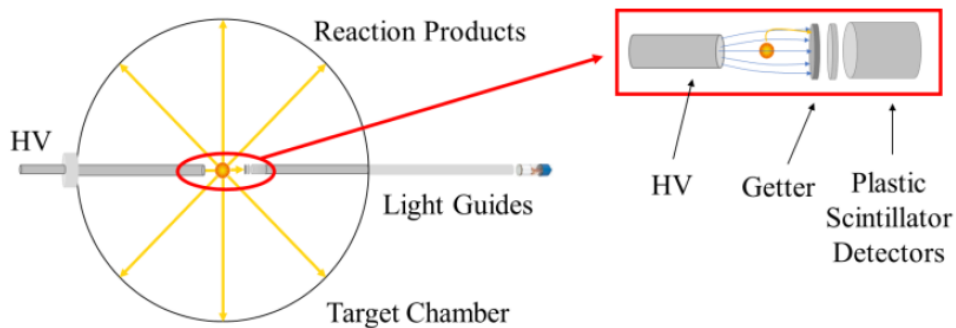 Reaction Products
HV
Light Guides
Target Chamber
HV
Getter
Plastic
Scintillator
Detectors